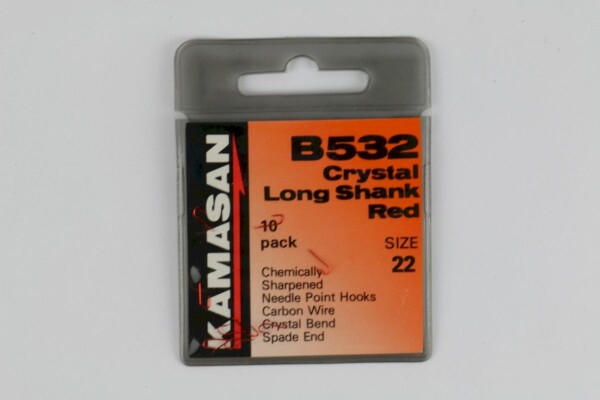 KAMASAN
B532
Crystal
Long Shank
Red
10
pack
SIZE
22
Chemically
Sharpened
Needle Point Hooks
Carbon Wire
Crystal Bend
Spade End